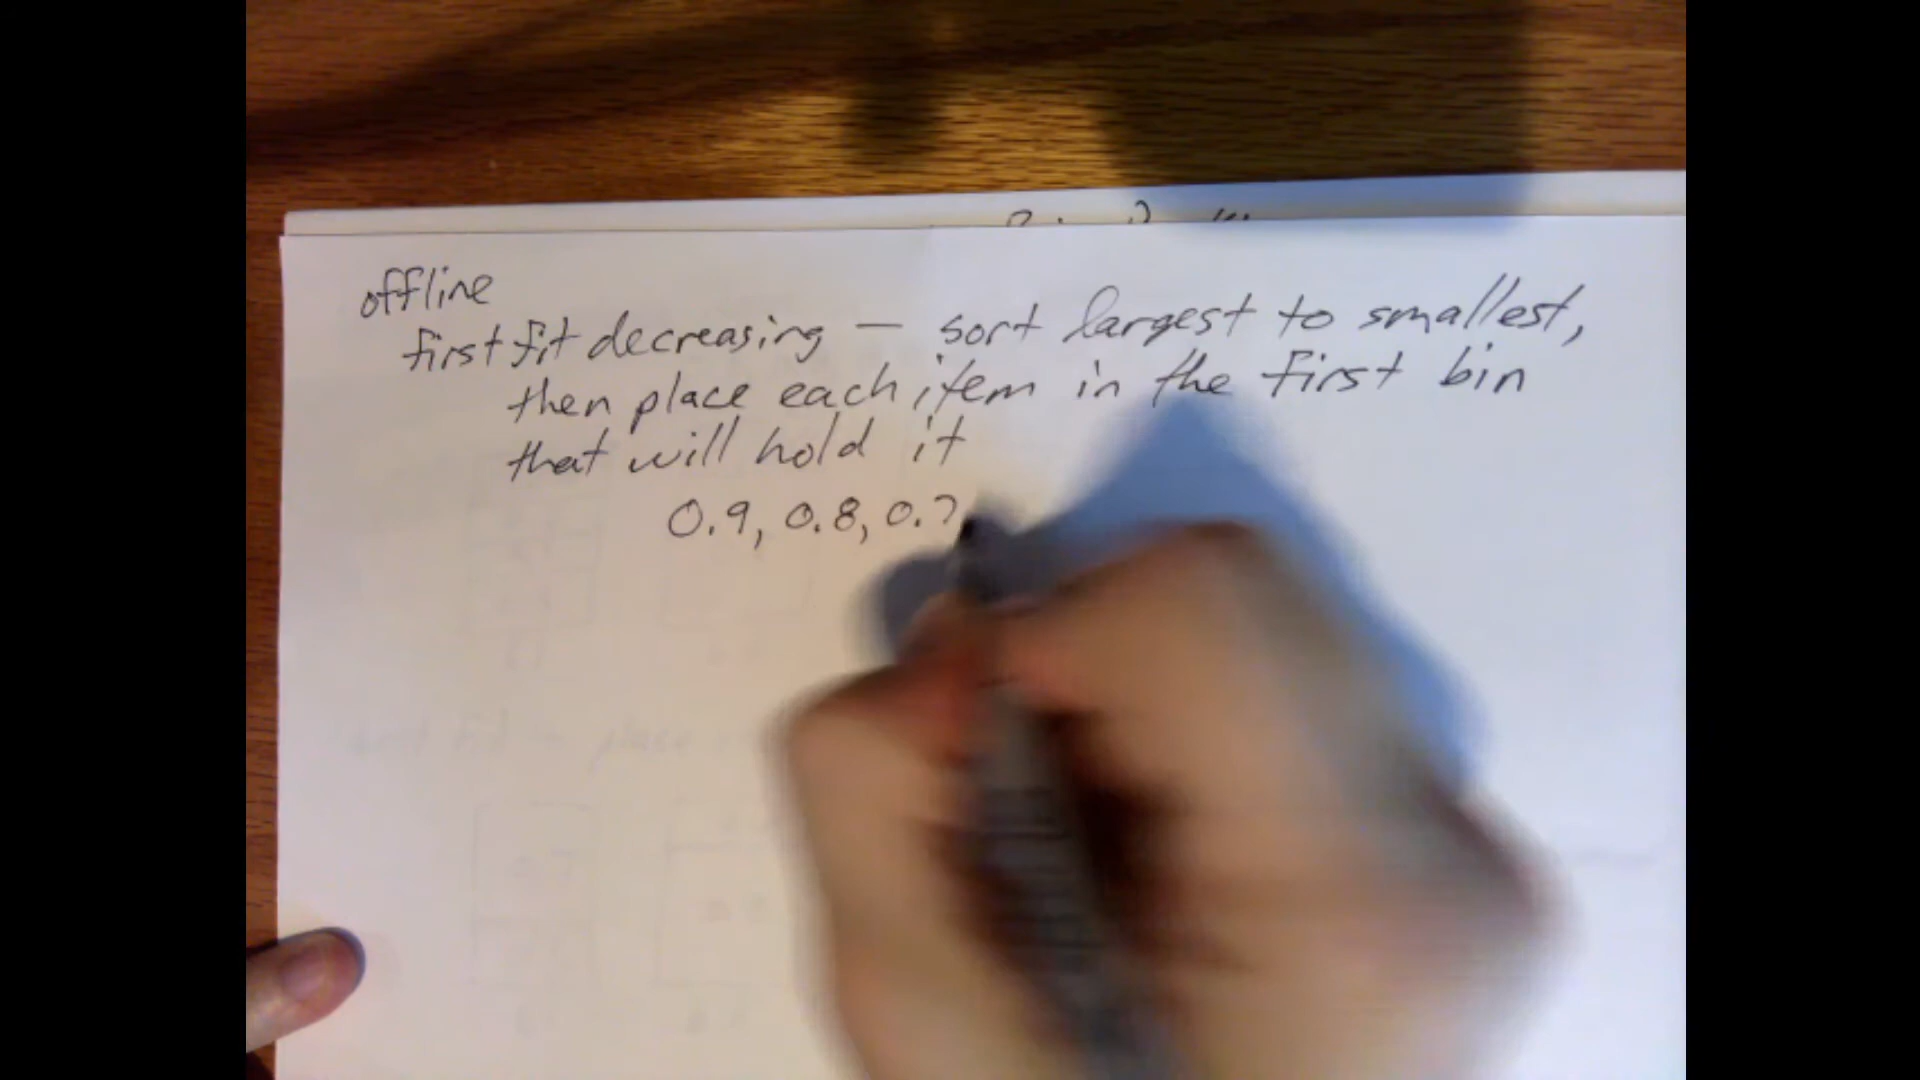 offline
first fit decreasing — sort largest to smallest,
then place each item in the first bin
that will hold it
0.9, 0.8, 0.7